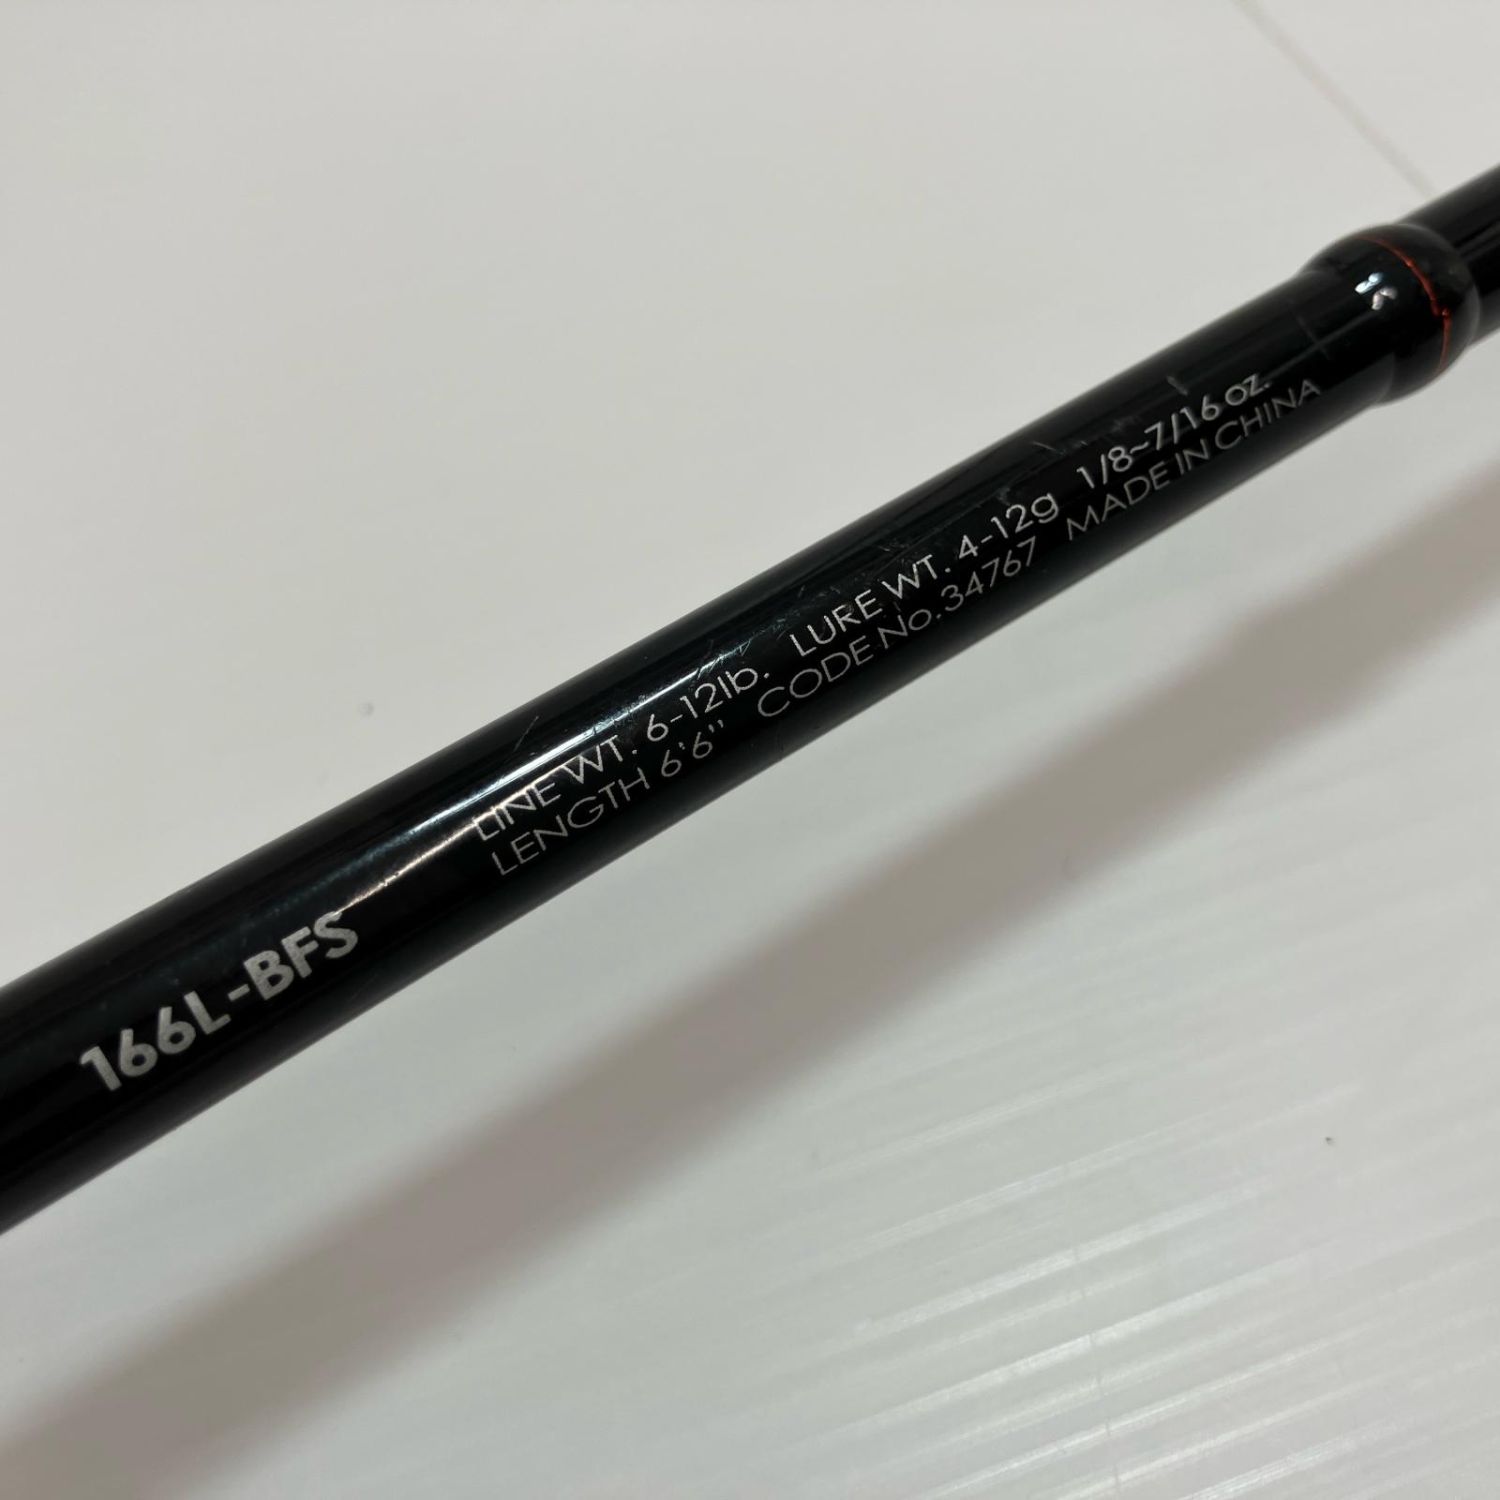 166L-BFS
LINE WT. 6-12lb. LURE WT. 4-12g 1/8~7/16 oz.
LENGTH 6'6" CODE No.34767 MADE IN CHINA